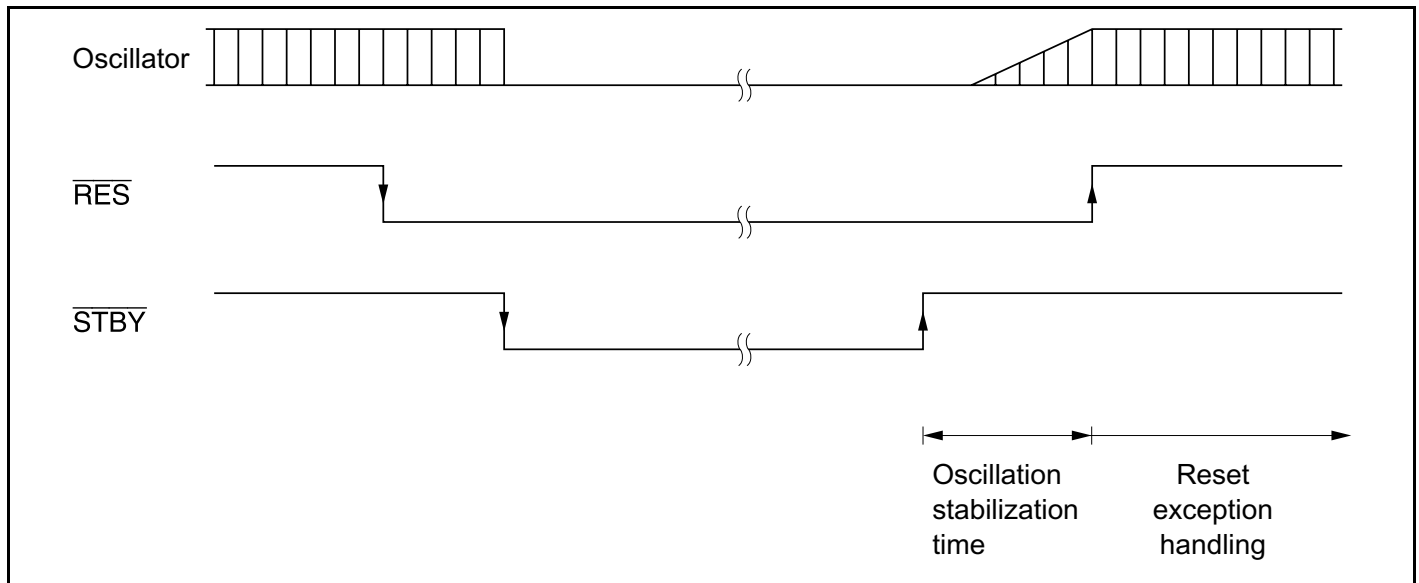 Oscillator
RES
STBY
Oscillation
stabilization
time
Reset
exception
handling